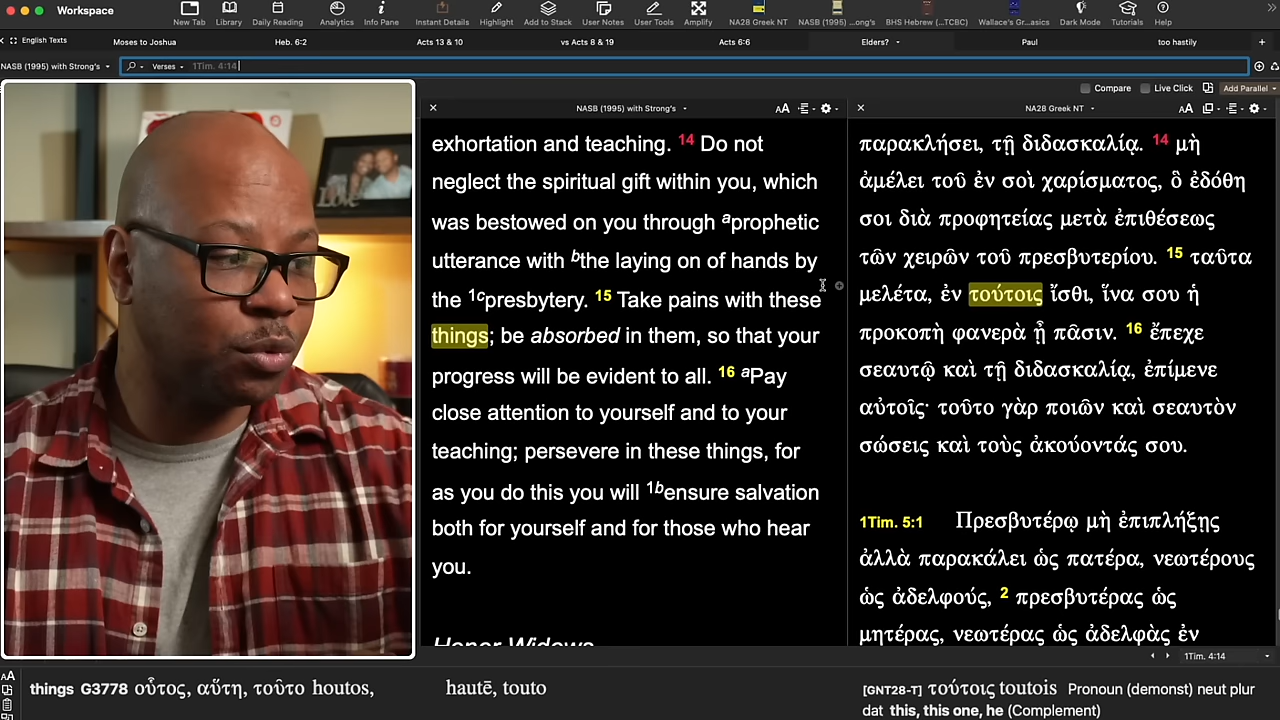 Workspace
New Tab Library Daily Reading Analytics Info Pane Instant Details Highlight Add to Stack User Notes User Tools Amplify NA28 Greek NT NASB (1995) ...ong's BHS Hebrew (...TCBC) Wallace's Gr...asics Dark Mode Tutorials Help
English Texts Moses to Joshua Heb. 6:2 Acts 13 & 10 vs Acts 8 & 19 Acts 6:6 Elders? Paul too hastily
NASB (1995) with Strong's Verses 1Tim. 4:14
Compare Live Click Add Parallel
NASB (1995) with Strong's
exhortation and teaching. 14 Do not
neglect the spiritual gift within you, which
was bestowed on you through aprophetic
utterance with bthe laying on of hands by
the 1cpresbytery. 15 Take pains with these
things; be absorbed in them, so that your
progress will be evident to all. 16 aPay
close attention to yourself and to your
teaching; persevere in these things, for
as you do this you will 1bensure salvation
both for yourself and for those who hear
you.
Honor Widows
NA28 Greek NT
παρακλήσει, τῇ διδασκαλίᾳ. 14 μὴ
ἀμέλει τοῦ ἐν σοὶ χαρίσματος, ὃ ἐδόθη
σοι διὰ προφητείας μετὰ ἐπιθέσεως
τῶν χειρῶν τοῦ πρεσβυτερίου. 15 ταῦτα
μελέτα, ἐν τούτοις ἴσθι, ἵνα σου ἡ
προκοπὴ φανερὰ ᾖ πᾶσιν. 16 ἔπεχε
σεαυτῷ καὶ τῇ διδασκαλίᾳ, ἐπίμενε
αὐτοῖς· τοῦτο γὰρ ποιῶν καὶ σεαυτὸν
σώσεις καὶ τοὺς ἀκούοντάς σου.
1Tim. 5:1 Πρεσβυτέρῳ μὴ ἐπιπλήξῃς
ἀλλὰ παρακάλει ὡς πατέρα, νεωτέρους
ὡς ἀδελφούς, 2 πρεσβυτέρας ὡς
μητέρας, νεωτέρας ὡς ἀδελφὰς ἐν
1Tim. 4:14
things G3778 οὗτος, αὕτη, τοῦτο houtos, hautē, touto
[GNT28-T] τούτοις toutois Pronoun (demonst) neut plur
dat this, this one, he (Complement)
Love